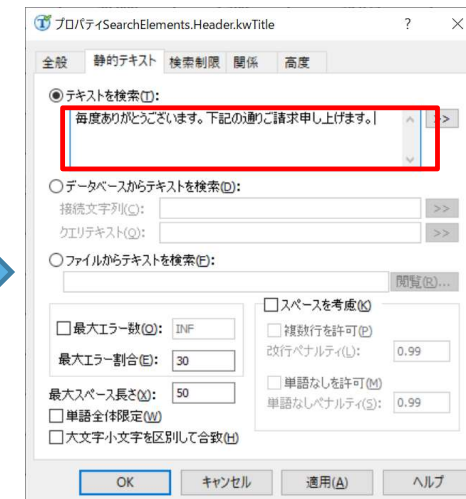 プロパティSearchElements.Header.kwTitle ? ×
全般 静的テキスト 検索制限 関係 高度
テキストを検索(T):
毎度ありがとうございます。下記の通りご請求申し上げます。 >>
データベースからテキストを検索(D):
接続文字列(C): >>
クエリテキスト(Q): >>
ファイルからテキストを検索(F):
閲覧(R)...
スペースを考慮(K)
最大エラー数(O): INF
複数行を許可(P)
最大エラー割合(E): 30
改行ペナルティ(L): 0.99
最大スペース長さ(X): 50
単語なしを許可(M)
単語全体限定(W)
単語なしペナルティ(S): 0.99
大文字小文字を区別して合致(H)
OK キャンセル 適用(A) ヘルプ